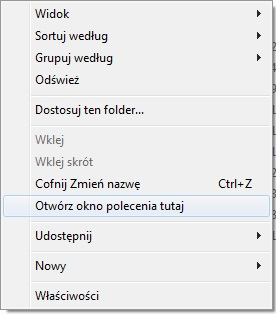 Widok
Sortuj według
Grupuj według
Odśwież
Dostosuj ten folder...
Wklej
Wklej skrót
Cofnij Zmień nazwę Ctrl+Z
Otwórz okno polecenia tutaj
Udostępnij
Nowy
Właściwości